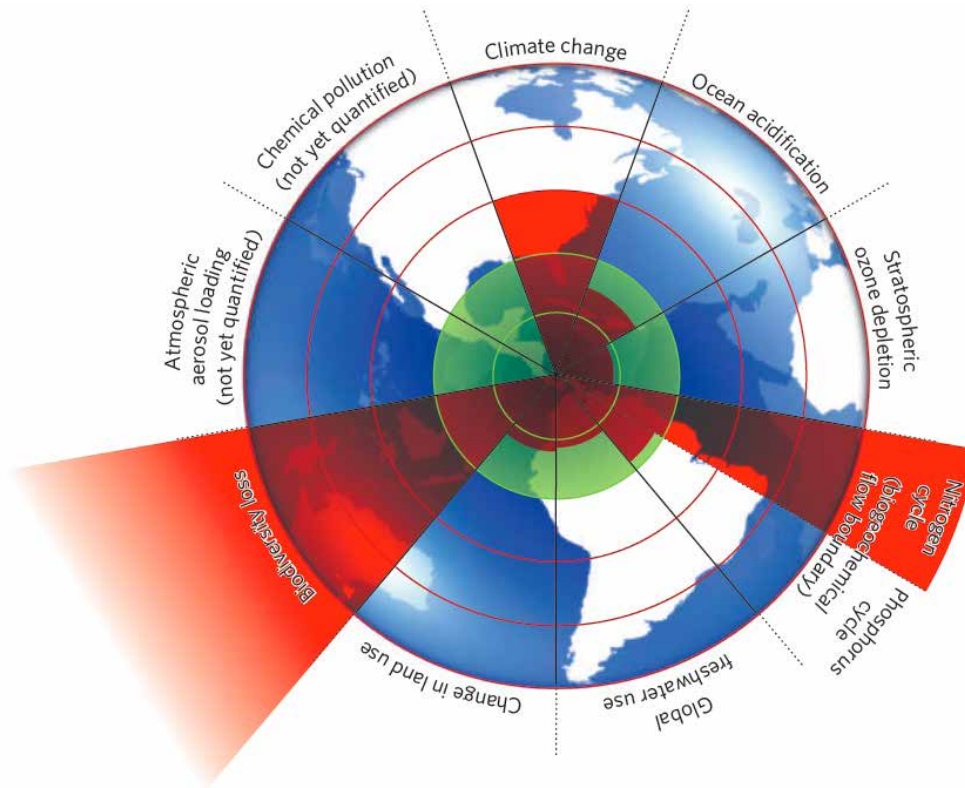 Climate change
Ocean acidification
Stratospheric
ozone depletion
Nitrogen
cycle
(biogeochemical
flow boundary)
Phosphorus
cycle
Global
freshwater use
Change in land use
Biodiversity loss
Atmospheric
aerosol loading
(not yet quantified)
Chemical pollution
(not yet quantified)